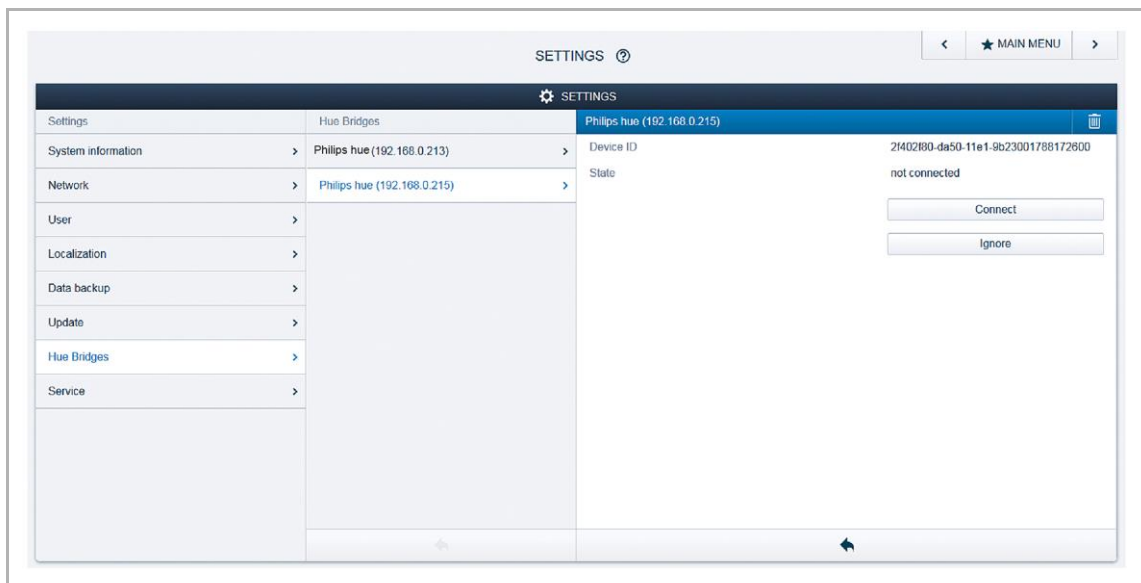 SETTINGS
MAIN MENU
SETTINGS
Settings
System information
Network
User
Localization
Data backup
Update
Hue Bridges
Service
Hue Bridges
Philips hue (192.168.0.213)
Philips hue (192.168.0.215)
Philips hue (192.168.0.215)
Device ID 2f402f80-da50-11e1-9b23001788172600
State not connected
Connect
Ignore